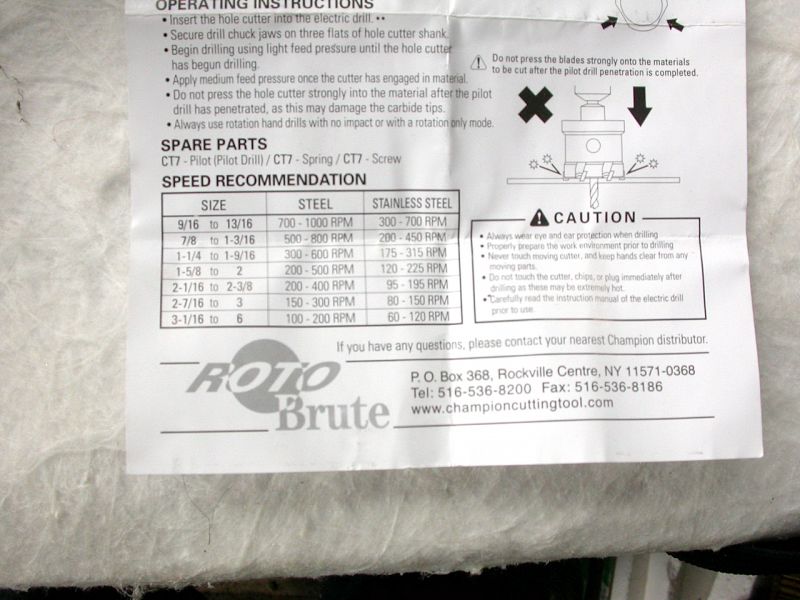 OPERATING INSTRUCTIONS
• Insert the hole cutter into the electric drill. ••
• Secure drill chuck jaws on three flats of hole cutter shank.
• Begin drilling using light feed pressure until the hole cutter
has begun drilling.
• Apply medium feed pressure once the cutter has engaged in material.
• Do not press the hole cutter strongly into the material after the pilot
drill has penetrated, as this may damage the carbide tips.
• Always use rotation hand drills with no impact or with a rotation only mode.
SPARE PARTS
CT7 - Pilot (Pilot Drill) / CT7 - Spring / CT7 - Screw
SPEED RECOMMENDATION
SIZE STEEL STAINLESS STEEL
9/16 to 13/16 700 - 1000 RPM 300 - 700 RPM
7/8 to 1-3/16 500 - 800 RPM 200 - 450 RPM
1-1/4 to 1-9/16 300 - 600 RPM 175 - 315 RPM
1-5/8 to 2 200 - 500 RPM 120 - 225 RPM
2-1/16 to 2-3/8 200 - 400 RPM 95 - 195 RPM
2-7/16 to 3 150 - 300 RPM 80 - 150 RPM
3-1/16 to 6 100 - 200 RPM 60 - 120 RPM
Do not press the blades strongly onto the materials
to be cut after the pilot drill penetration is completed.
CAUTION
• Always wear eye and ear protection when drilling
• Properly prepare the work environment prior to drilling
• Never touch moving cutter, and keep hands clear from any
moving parts.
• Do not touch the cutter, chips, or plug immediately after
drilling as these may be extremely hot.
• Carefully read the instruction manual of the electric drill
prior to use.
If you have any questions, please contact your nearest Champion distributor.
ROTO
Brute
P. O. Box 368, Rockville Centre, NY 11571-0368
Tel: 516-536-8200 Fax: 516-536-8186
www.championcuttingtool.com